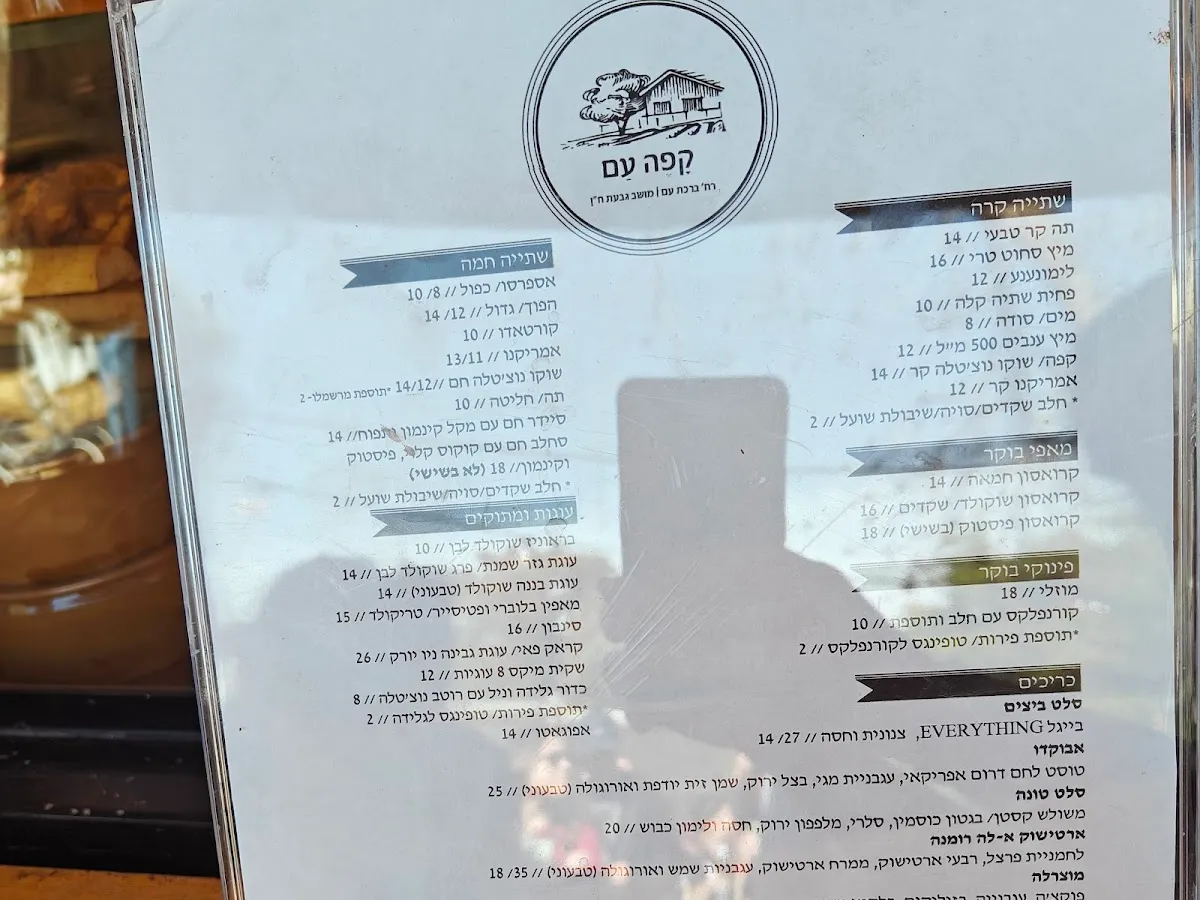 קָפֶה עַם
רח' ברכת עם | מושב גבעת ח"ן
שתייה קרה
תה קר טבעי // 14
מיץ סחוט טרי // 16
לימונענע // 12
פחית שתיה קלה // 10
מים/ סודה // 8
מיץ ענבים 500 מי"ל // 12
קפה/ שוקו נוצ'טלה קר // 14
אמריקנו קר // 12
* חלב שקדים/סויה/שיבולת שועל // 2
מאפי בוקר
קרואסון חמאה // 14
קרואסון שוקולד/ שקדים // 16
קרואסון פיסטוק (בשישי) // 18
פינוקי בוקר
מוזלי // 18
קורנפלקס עם חלב ותוספת // 10
*תוספת פירות/ טופינגס לקורנפלקס // 2
שתייה חמה
אספרסו/ כפול // 10 /8
הפוך/ גדול // 14 /12
קורטאדו // 10
אמריקנו // 13/11
שוקו נוצ'טלה חם //14/12 *תוספת מרשמלו- 2
תה/ חליטה // 10
סיידר חם עם מקל קינמון ותפוח// 14
סחלב חם עם קוקוס קלוי, פיסטוק
וקינמון// 18 (לא בשישי)
* חלב שקדים/סויה/שיבולת שועל // 2
עוגות ומתוקים
בראוניז שוקולד לבן // 10
עוגת גזר שמנת/ פרג שוקולד לבן // 14
עוגת בננה שוקולד (טבעוני) // 14
מאפין בלוברי ופטיסייר/ טריקולד // 15
סינבון // 16
קראק פאי/ עוגת גבינה ניו יורק // 26
שקית מיקס 8 עוגיות // 12
כדור גלידה וניל עם רוטב נוצ'טלה // 8
*תוספת פירות/ טופינגס לגלידה // 2
אפוגאטו // 14
כריכים
סלט ביצים
בייגל EVERYTHING, צנונית וחסה // 27/ 14
אבוקדו
טוסט לחם דרום אפריקאי, עגבניית מגי, בצל ירוק, שמן זית יודפת ואורוגולה (טבעוני) // 25
סלט טונה
משולש קסטן/ בגטון כוסמין, סלרי, מלפפון ירוק, חסה ולימון כבוש // 20
ארטישוק א-לה רומנה
לחמניית פרצל, רבעי ארטישוק, ממרח ארטישוק, עגבניות שמש ואורוגולה (טבעוני) // 35/ 18
מוצרלה
פוקצ'ה, עגבנייה,